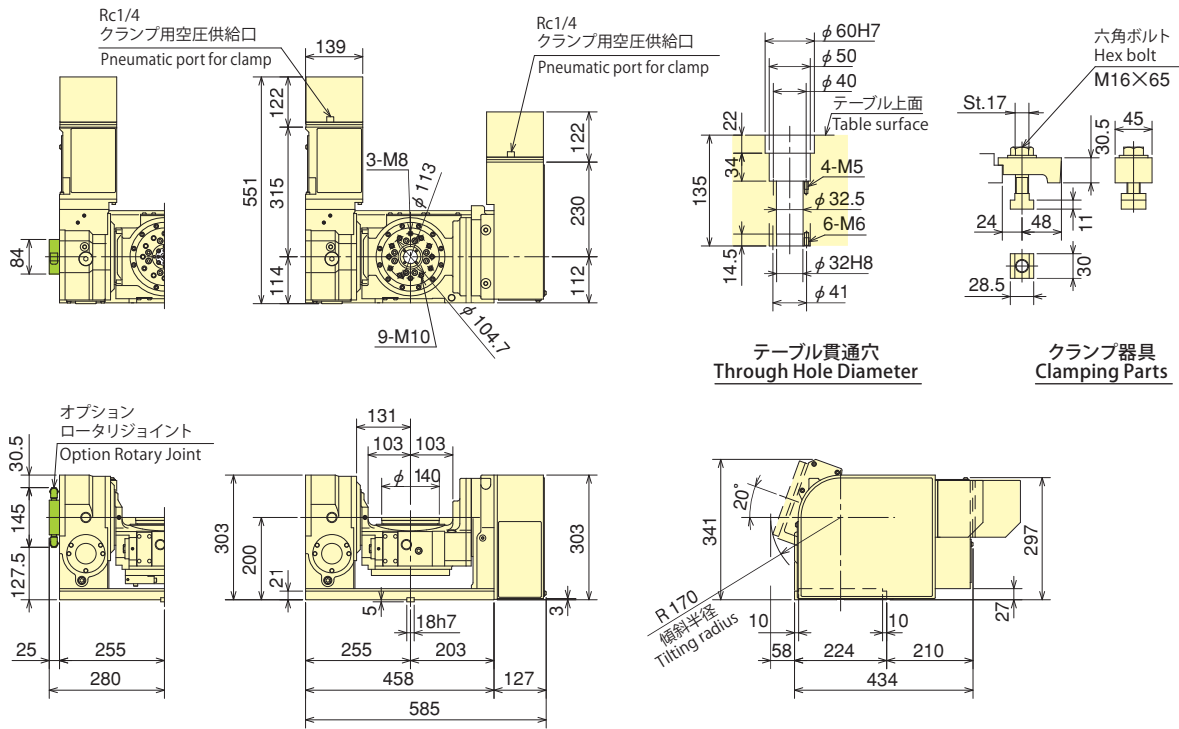 Rc1/4
クランプ用空圧供給口
Pneumatic port for clamp
139
122
315
551
114
84
3-M8
φ113
9-M10
φ104.7
Rc1/4
クランプ用空圧供給口
Pneumatic port for clamp
122
230
112
φ60H7
φ50
φ40
テーブル上面
Table surface
22
34
135
14.5
4-M5
φ32.5
6-M6
φ32H8
φ41
テーブル貫通穴
Through Hole Diameter
六角ボルト
Hex bolt
M16×65
St.17
45
30.5
24
48
11
30
28.5
クランプ器具
Clamping Parts
オプション
ロータリジョイント
Option Rotary Joint
30.5
145
127.5
25
255
280
131
103
103
φ140
303
200
21
5
18h7
303
3
255
203
458
127
585
20°
341
R170
傾斜半径
Tilting radius
10
10
58
224
210
434
297
27